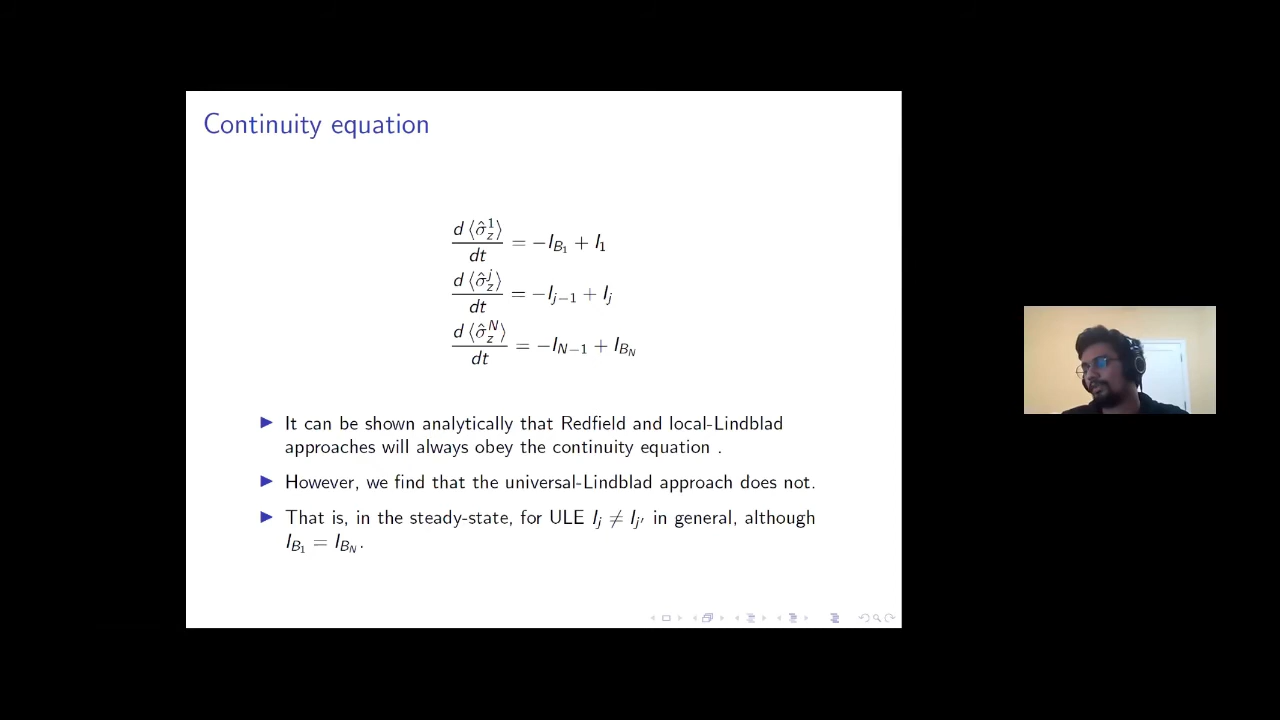 Continuity equation
d⟨σ̂_z^1⟩/dt = −I_{B_1} + I_1
d⟨σ̂_z^j⟩/dt = −I_{j−1} + I_j
d⟨σ̂_z^N⟩/dt = −I_{N−1} + I_{B_N}
▶ It can be shown analytically that Redfield and local-Lindblad
approaches will always obey the continuity equation .
▶ However, we find that the universal-Lindblad approach does not.
▶ That is, in the steady-state, for ULE I_j ≠ I_{j′} in general, although
I_{B_1} = I_{B_N}.